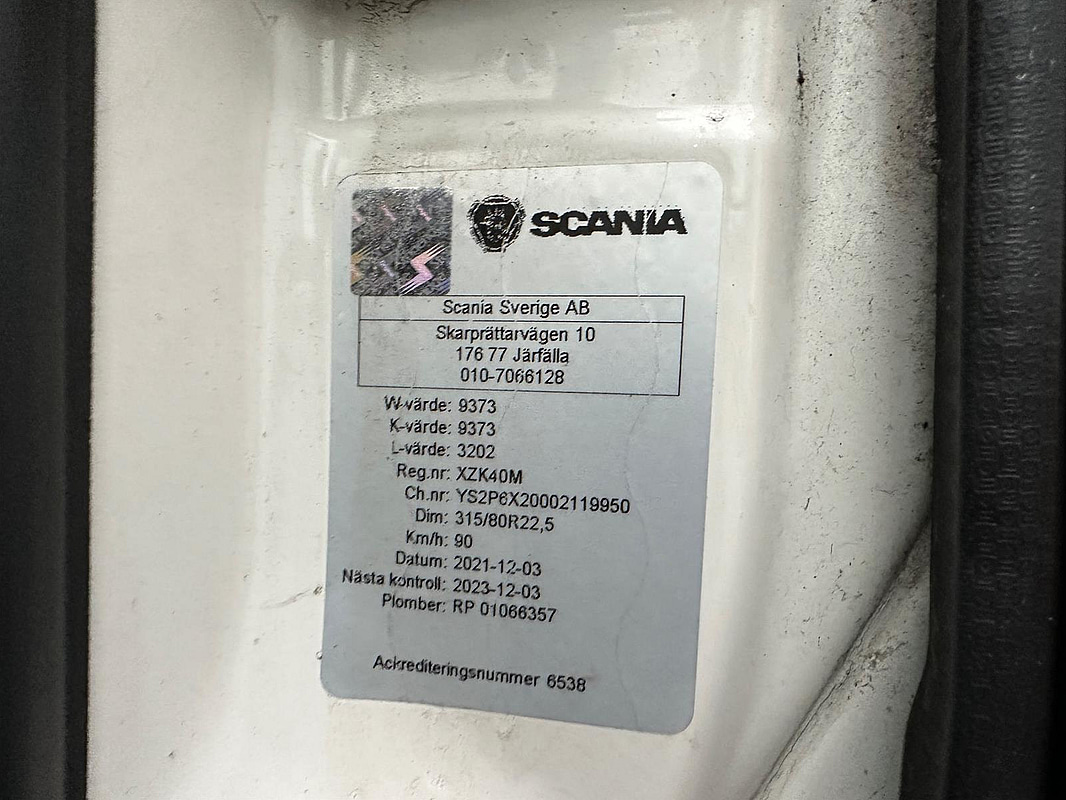 SCANIA
Scania Sverige AB
Skarprättarvägen 10
176 77 Järfälla
010-7066128
W-värde: 9373
K-värde: 9373
L-värde: 3202
Reg.nr: XZK40M
Ch.nr: YS2P6X20002119950
Dim: 315/80R22,5
Km/h: 90
Datum: 2021-12-03
Nästa kontroll: 2023-12-03
Plomber: RP 01066357
Ackrediteringsnummer 6538